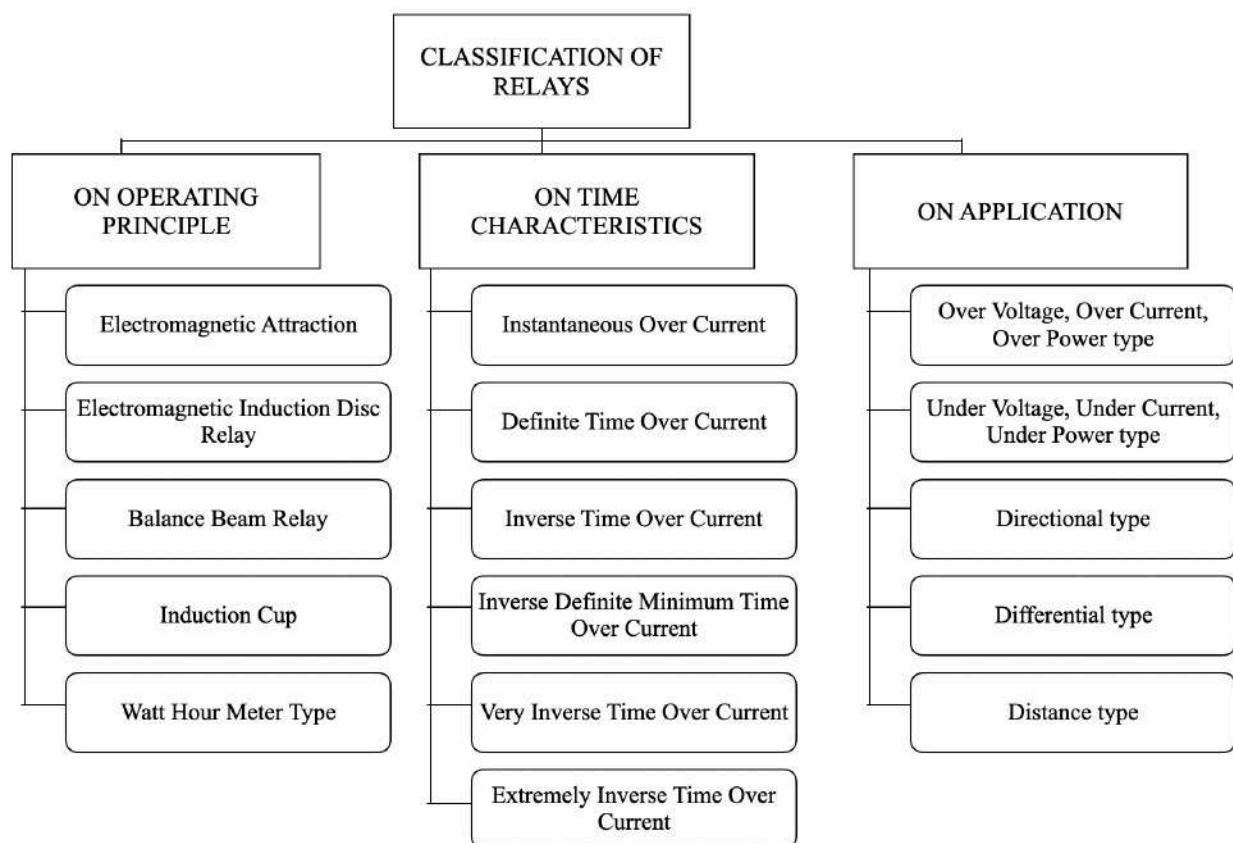 CLASSIFICATION OF
RELAYS
ON OPERATING
PRINCIPLE
Electromagnetic Attraction
Electromagnetic Induction Disc
Relay
Balance Beam Relay
Induction Cup
Watt Hour Meter Type
ON TIME
CHARACTERISTICS
Instantaneous Over Current
Definite Time Over Current
Inverse Time Over Current
Inverse Definite Minimum Time
Over Current
Very Inverse Time Over Current
Extremely Inverse Time Over
Current
ON APPLICATION
Over Voltage, Over Current,
Over Power type
Under Voltage, Under Current,
Under Power type
Directional type
Differential type
Distance type